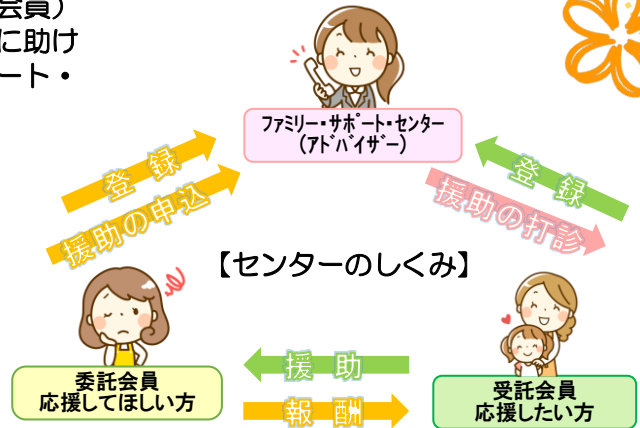 会員）
に助け
ート・
ファミリー・サポート・センター
（アドバイザー）
登録
援助の申込
登録
援助の打診
【センターのしくみ】
援助
報酬
委託会員
応援してほしい方
受託会員
応援したい方